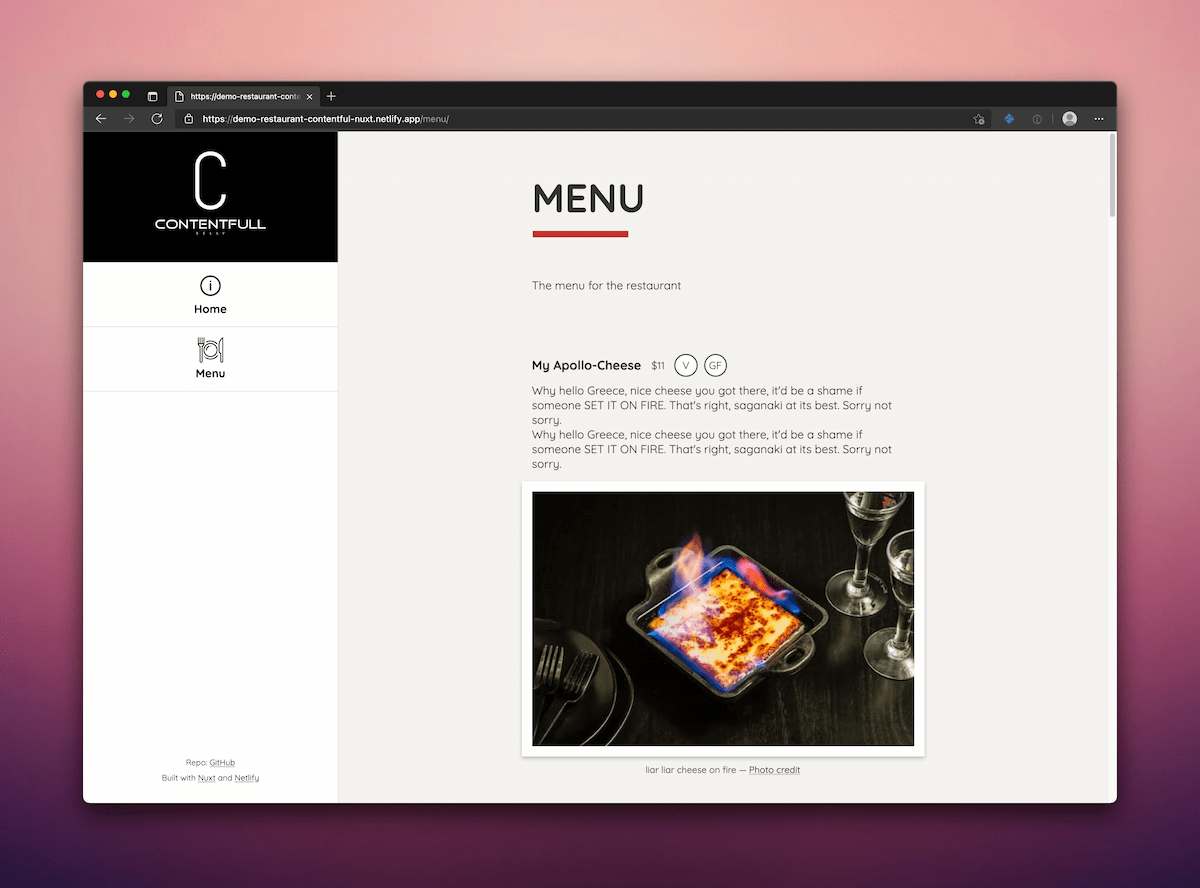 https://demo-restaurant-conte
https://demo-restaurant-contentful-nuxt.netlify.app/menu/
C
CONTENTFULL
Home
Menu
Repo: GitHub
Built with Nuxt and Netlify
MENU
The menu for the restaurant
My Apollo-Cheese $11 V GF
Why hello Greece, nice cheese you got there, it'd be a shame if
someone SET IT ON FIRE. That's right, saganaki at its best. Sorry not
sorry.
Why hello Greece, nice cheese you got there, it'd be a shame if
someone SET IT ON FIRE. That's right, saganaki at its best. Sorry not
sorry.
liar liar cheese on fire — Photo credit